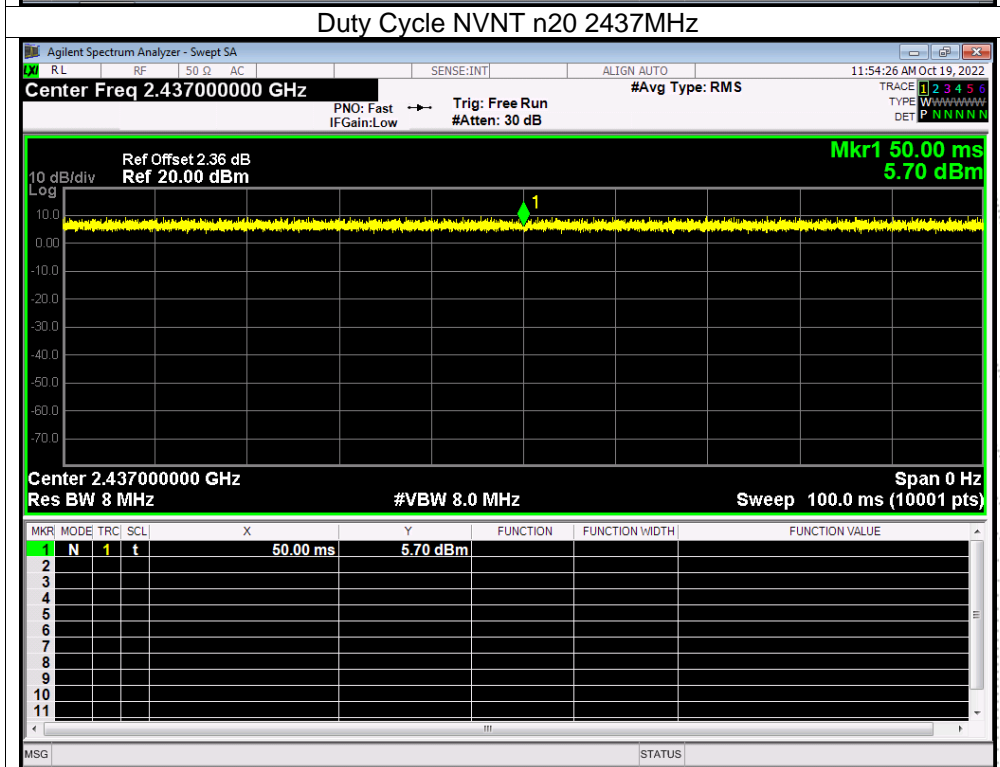 Duty Cycle NVNT n20 2437MHz
Agilent Spectrum Analyzer - Swept SA
LXI RL RF 50 Ω AC SENSE:INT ALIGN AUTO 11:54:26 AM Oct 19, 2022
Center Freq 2.437000000 GHz #Avg Type: RMS TRACE 1 2 3 4 5 6
PNO: Fast Trig: Free Run TYPE WWWWWW
IFGain:Low #Atten: 30 dB DET P N N N N N
Mkr1 50.00 ms
Ref Offset 2.36 dB
10 dB/div Ref 20.00 dBm 5.70 dBm
Log
1
10.0
0.00
-10.0
-20.0
-30.0
-40.0
-50.0
-60.0
-70.0
Center 2.437000000 GHz Span 0 Hz
Res BW 8 MHz #VBW 8.0 MHz Sweep 100.0 ms (10001 pts)
MKR MODE TRC SCL X Y FUNCTION FUNCTION WIDTH FUNCTION VALUE
1 N 1 t 50.00 ms 5.70 dBm
2
3
4
5
6
7
8
9
10
11
MSG STATUS